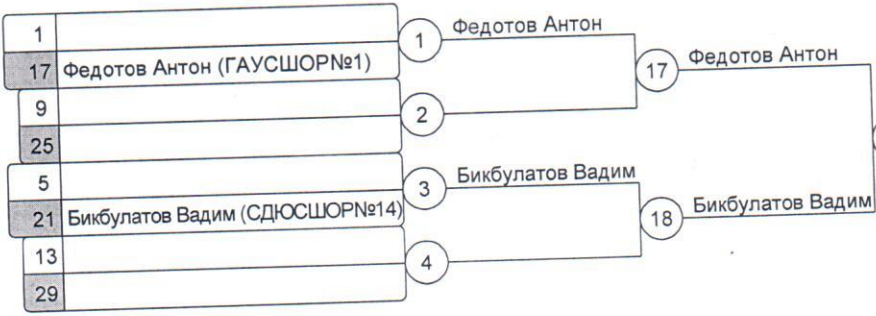 1
17 Федотов Антон (ГАУСШОР№1)
1 Федотов Антон
17 Федотов Антон
9
25
2
5
21 Бикбулатов Вадим (СДЮСШОР№14)
3 Бикбулатов Вадим
18 Бикбулатов Вадим
13
29
4